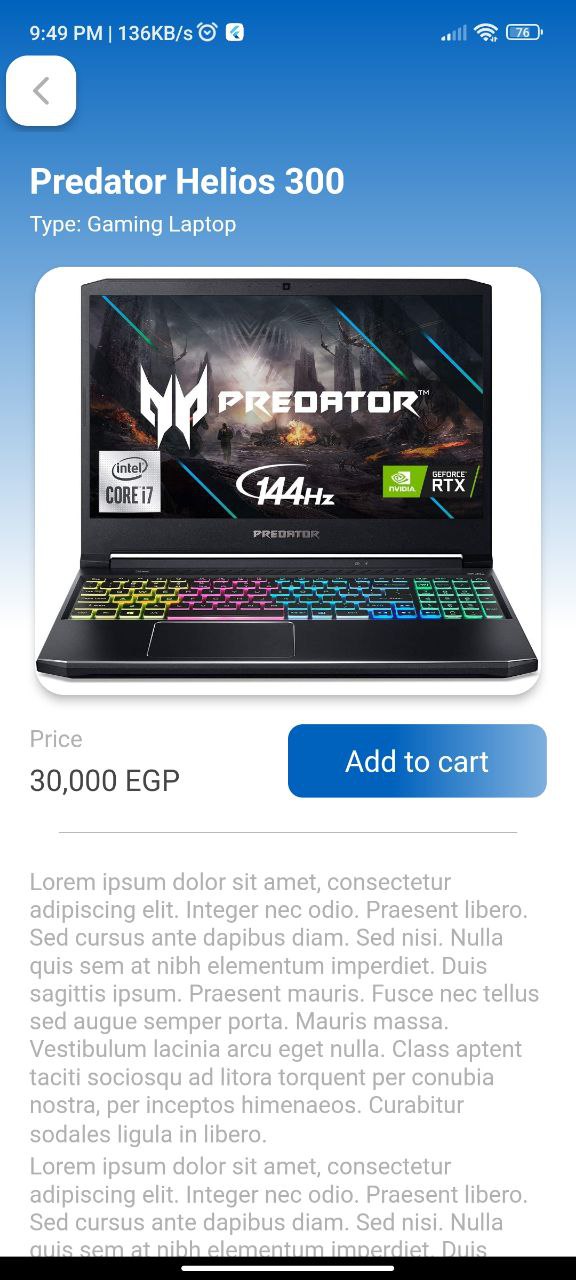 9:49 PM | 136KB/s
76
Predator Helios 300
Type: Gaming Laptop
PREDATOR™
intel
CORE i7
144Hz
NVIDIA
GEFORCE
RTX
PREDATOR
Price
30,000 EGP
Add to cart
Lorem ipsum dolor sit amet, consectetur
adipiscing elit. Integer nec odio. Praesent libero.
Sed cursus ante dapibus diam. Sed nisi. Nulla
quis sem at nibh elementum imperdiet. Duis
sagittis ipsum. Praesent mauris. Fusce nec tellus
sed augue semper porta. Mauris massa.
Vestibulum lacinia arcu eget nulla. Class aptent
taciti sociosqu ad litora torquent per conubia
nostra, per inceptos himenaeos. Curabitur
sodales ligula in libero.
Lorem ipsum dolor sit amet, consectetur
adipiscing elit. Integer nec odio. Praesent libero.
Sed cursus ante dapibus diam. Sed nisi. Nulla
quis sem at nibh elementum imperdiet. Duis